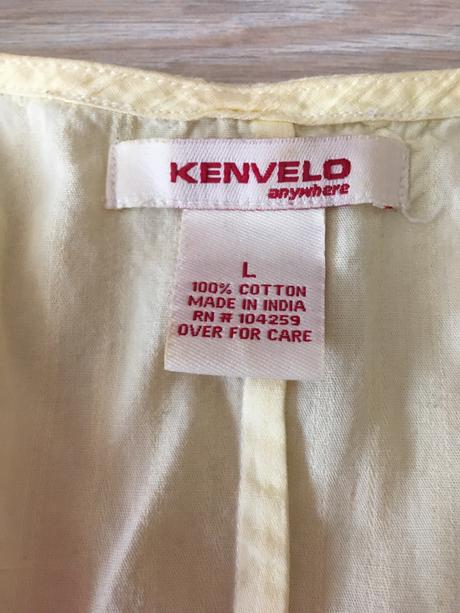 KENVELO
anywhere
L
100% COTTON
MADE IN INDIA
RN # 104259
OVER FOR CARE